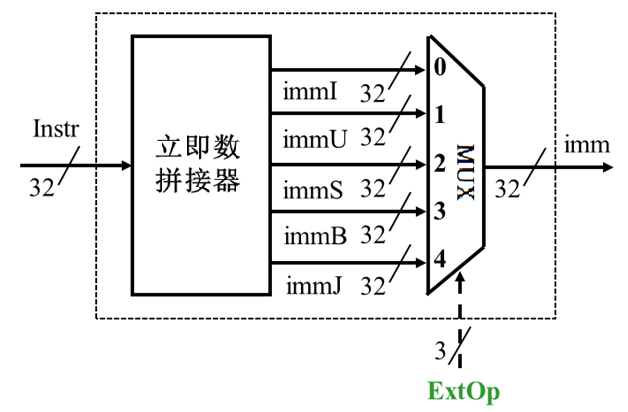 Instr
32
立即数
拼接器
immI 32
immU 32
immS 32
immB 32
immJ 32
0
1
2
3
4
MUX
32
imm
3
ExtOp